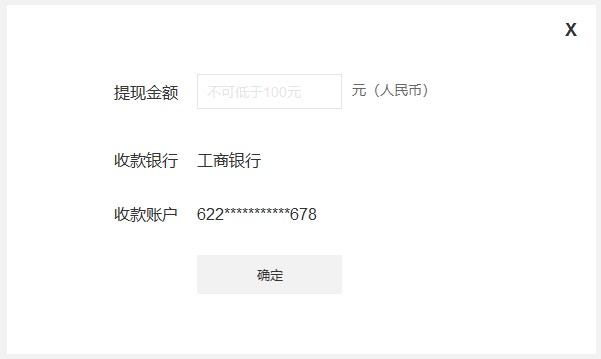 X
提现金额 不可低于100元 元（人民币）
收款银行 工商银行
收款账户 622***********678
确定